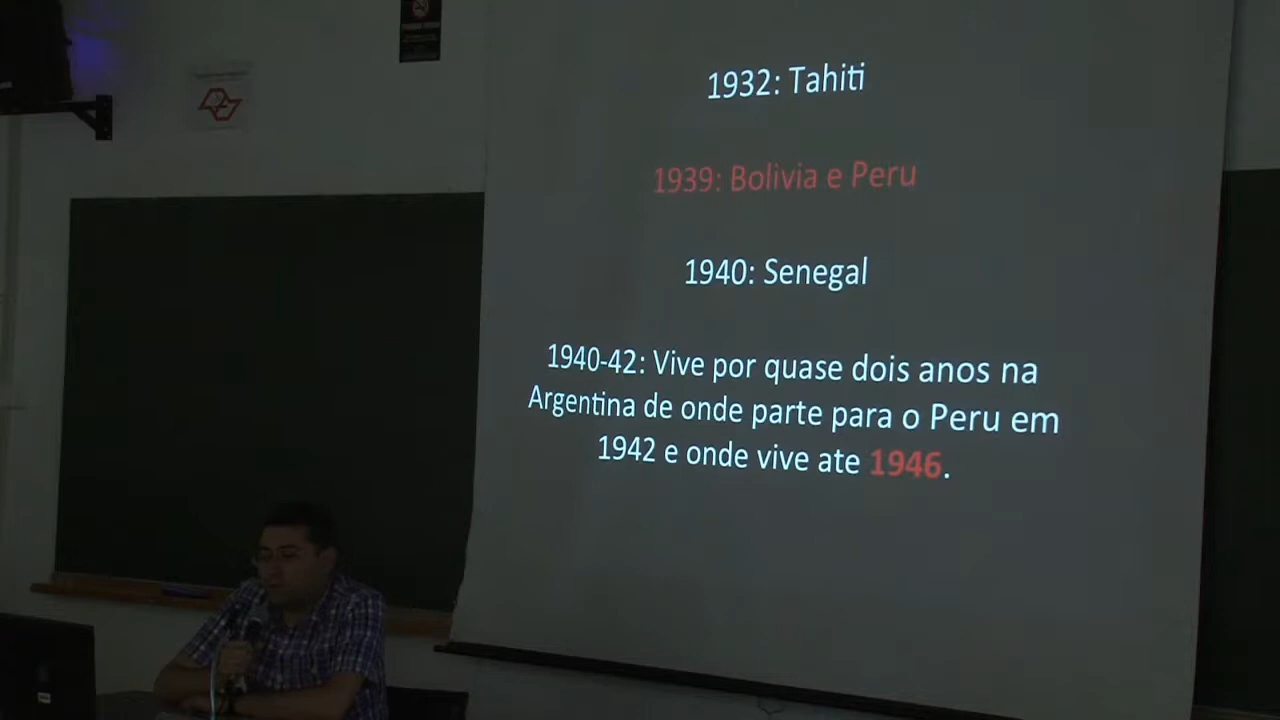 1932: Tahiti
1939: Bolivia e Peru
1940: Senegal
1940-42: Vive por quase dois anos na
Argentina de onde parte para o Peru em
1942 e onde vive ate 1946.